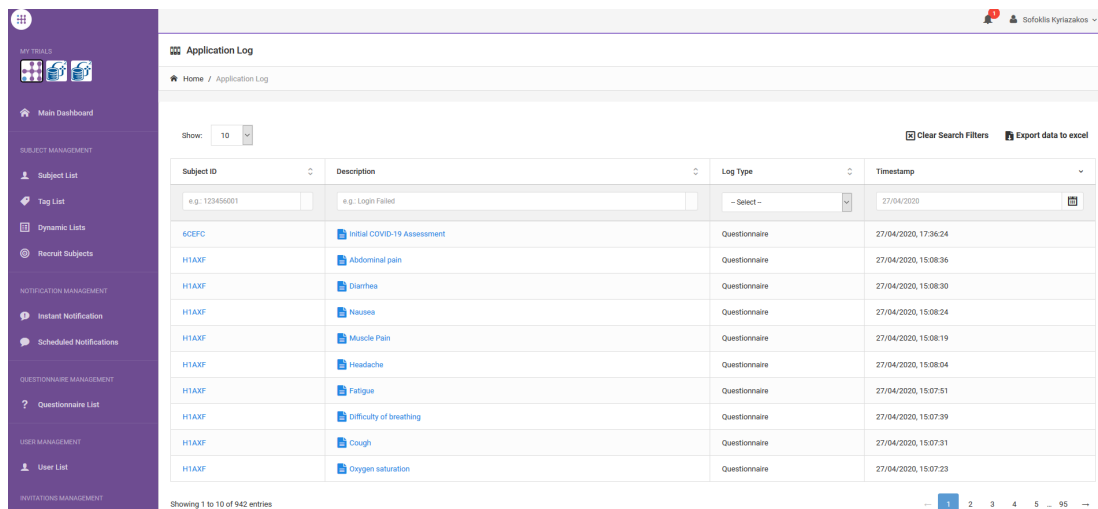 1
Sofoklis Kyriazakos
MY TRIALS
Application Log
Home / Application Log
Main Dashboard
Show: 10
Clear Search Filters
Export data to excel
SUBJECT MANAGEMENT
Subject List
Tag List
Dynamic Lists
Recruit Subjects
NOTIFICATION MANAGEMENT
Instant Notification
Scheduled Notifications
QUESTIONNAIRE MANAGEMENT
? Questionnaire List
USER MANAGEMENT
User List
INVITATIONS MANAGEMENT
Subject ID Description Log Type Timestamp
e.g.: 123456001 e.g.: Login Failed -- Select -- 27/04/2020
6CEFC Initial COVID-19 Assessment Questionnaire 27/04/2020, 17:36:24
H1AXF Abdominal pain Questionnaire 27/04/2020, 15:08:36
H1AXF Diarrhea Questionnaire 27/04/2020, 15:08:30
H1AXF Nausea Questionnaire 27/04/2020, 15:08:24
H1AXF Muscle Pain Questionnaire 27/04/2020, 15:08:19
H1AXF Headache Questionnaire 27/04/2020, 15:08:04
H1AXF Fatigue Questionnaire 27/04/2020, 15:07:51
H1AXF Difficulty of breathing Questionnaire 27/04/2020, 15:07:39
H1AXF Cough Questionnaire 27/04/2020, 15:07:31
H1AXF Oxygen saturation Questionnaire 27/04/2020, 15:07:23
Showing 1 to 10 of 942 entries
← 1 2 3 4 5 ... 95 →